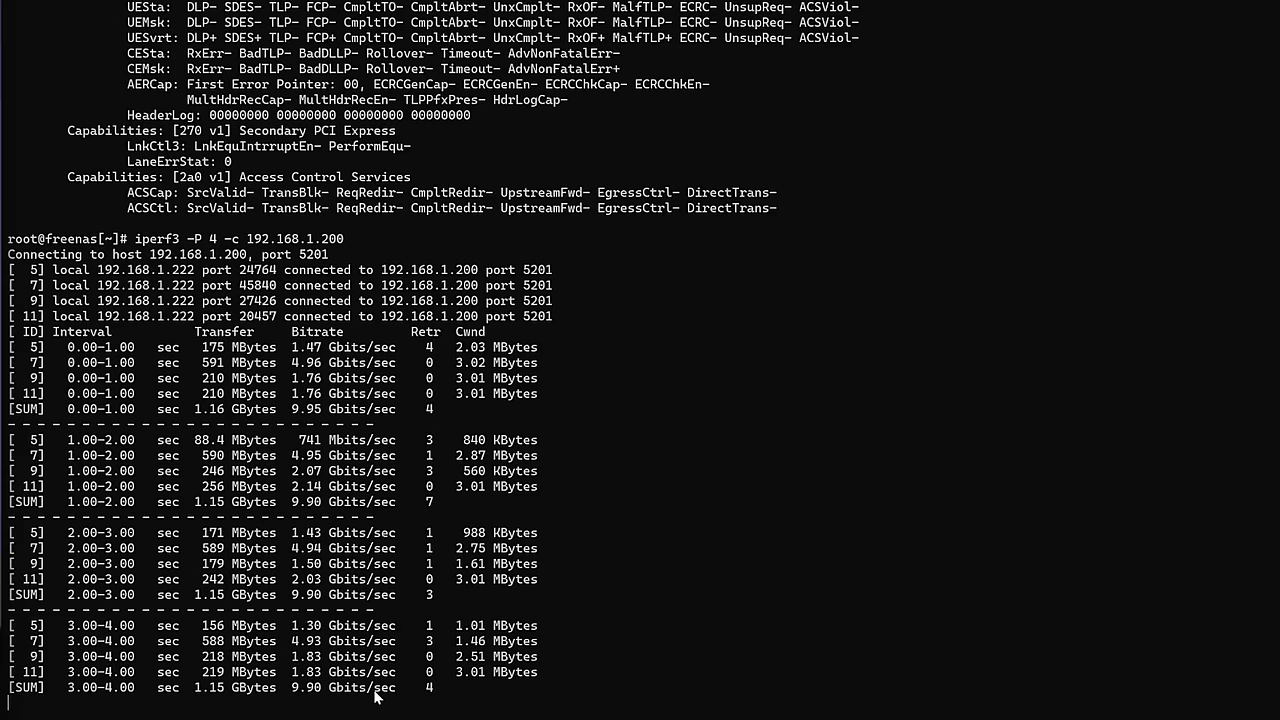 UESta: DLP- SDES- TLP- FCP- CmpltTO- CmpltAbrt- UnxCmplt- RxOF- MalfTLP- ECRC- UnsupReq- ACSViol-
UEMsk: DLP- SDES- TLP- FCP- CmpltTO- CmpltAbrt- UnxCmplt- RxOF- MalfTLP- ECRC- UnsupReq- ACSViol-
UESvrt: DLP+ SDES+ TLP- FCP+ CmpltTO- CmpltAbrt- UnxCmplt- RxOF+ MalfTLP+ ECRC- UnsupReq- ACSViol-
CESta: RxErr- BadTLP- BadDLLP- Rollover- Timeout- AdvNonFatalErr-
CEMsk: RxErr- BadTLP- BadDLLP- Rollover- Timeout- AdvNonFatalErr+
AERCap: First Error Pointer: 00, ECRCGenCap- ECRCGenEn- ECRCChkCap- ECRCChkEn-
MultHdrRecCap- MultHdrRecEn- TLPPfxPres- HdrLogCap-
HeaderLog: 00000000 00000000 00000000 00000000
Capabilities: [270 v1] Secondary PCI Express
LnkCtl3: LnkEquIntrruptEn- PerformEqu-
LaneErrStat: 0
Capabilities: [2a0 v1] Access Control Services
ACSCap: SrcValid- TransBlk- ReqRedir- CmpltRedir- UpstreamFwd- EgressCtrl- DirectTrans-
ACSCtl: SrcValid- TransBlk- ReqRedir- CmpltRedir- UpstreamFwd- EgressCtrl- DirectTrans-
root@freenas[~]# iperf3 -P 4 -c 192.168.1.200
Connecting to host 192.168.1.200, port 5201
[  5] local 192.168.1.222 port 24764 connected to 192.168.1.200 port 5201
[  7] local 192.168.1.222 port 45840 connected to 192.168.1.200 port 5201
[  9] local 192.168.1.222 port 27426 connected to 192.168.1.200 port 5201
[ 11] local 192.168.1.222 port 20457 connected to 192.168.1.200 port 5201
[ ID] Interval           Transfer     Bitrate         Retr  Cwnd
[  5]   0.00-1.00   sec   175 MBytes  1.47 Gbits/sec    4   2.03 MBytes
[  7]   0.00-1.00   sec   591 MBytes  4.96 Gbits/sec    0   3.02 MBytes
[  9]   0.00-1.00   sec   210 MBytes  1.76 Gbits/sec    0   3.01 MBytes
[ 11]   0.00-1.00   sec   210 MBytes  1.76 Gbits/sec    0   3.01 MBytes
[SUM]   0.00-1.00   sec  1.16 GBytes  9.95 Gbits/sec    4
- - - - - - - - - - - - - - - - - - - - - - - - -
[  5]   1.00-2.00   sec  88.4 MBytes   741 Mbits/sec    3    840 KBytes
[  7]   1.00-2.00   sec   590 MBytes  4.95 Gbits/sec    1   2.87 MBytes
[  9]   1.00-2.00   sec   246 MBytes  2.07 Gbits/sec    3    560 KBytes
[ 11]   1.00-2.00   sec   256 MBytes  2.14 Gbits/sec    0   3.01 MBytes
[SUM]   1.00-2.00   sec  1.15 GBytes  9.90 Gbits/sec    7
- - - - - - - - - - - - - - - - - - - - - - - - -
[  5]   2.00-3.00   sec   171 MBytes  1.43 Gbits/sec    1    988 KBytes
[  7]   2.00-3.00   sec   589 MBytes  4.94 Gbits/sec    1   2.75 MBytes
[  9]   2.00-3.00   sec   179 MBytes  1.50 Gbits/sec    1   1.61 MBytes
[ 11]   2.00-3.00   sec   242 MBytes  2.03 Gbits/sec    0   3.01 MBytes
[SUM]   2.00-3.00   sec  1.15 GBytes  9.90 Gbits/sec    3
- - - - - - - - - - - - - - - - - - - - - - - - -
[  5]   3.00-4.00   sec   156 MBytes  1.30 Gbits/sec    1   1.01 MBytes
[  7]   3.00-4.00   sec   588 MBytes  4.93 Gbits/sec    3   1.46 MBytes
[  9]   3.00-4.00   sec   218 MBytes  1.83 Gbits/sec    0   2.51 MBytes
[ 11]   3.00-4.00   sec   219 MBytes  1.83 Gbits/sec    0   3.01 MBytes
[SUM]   3.00-4.00   sec  1.15 GBytes  9.90 Gbits/sec    4